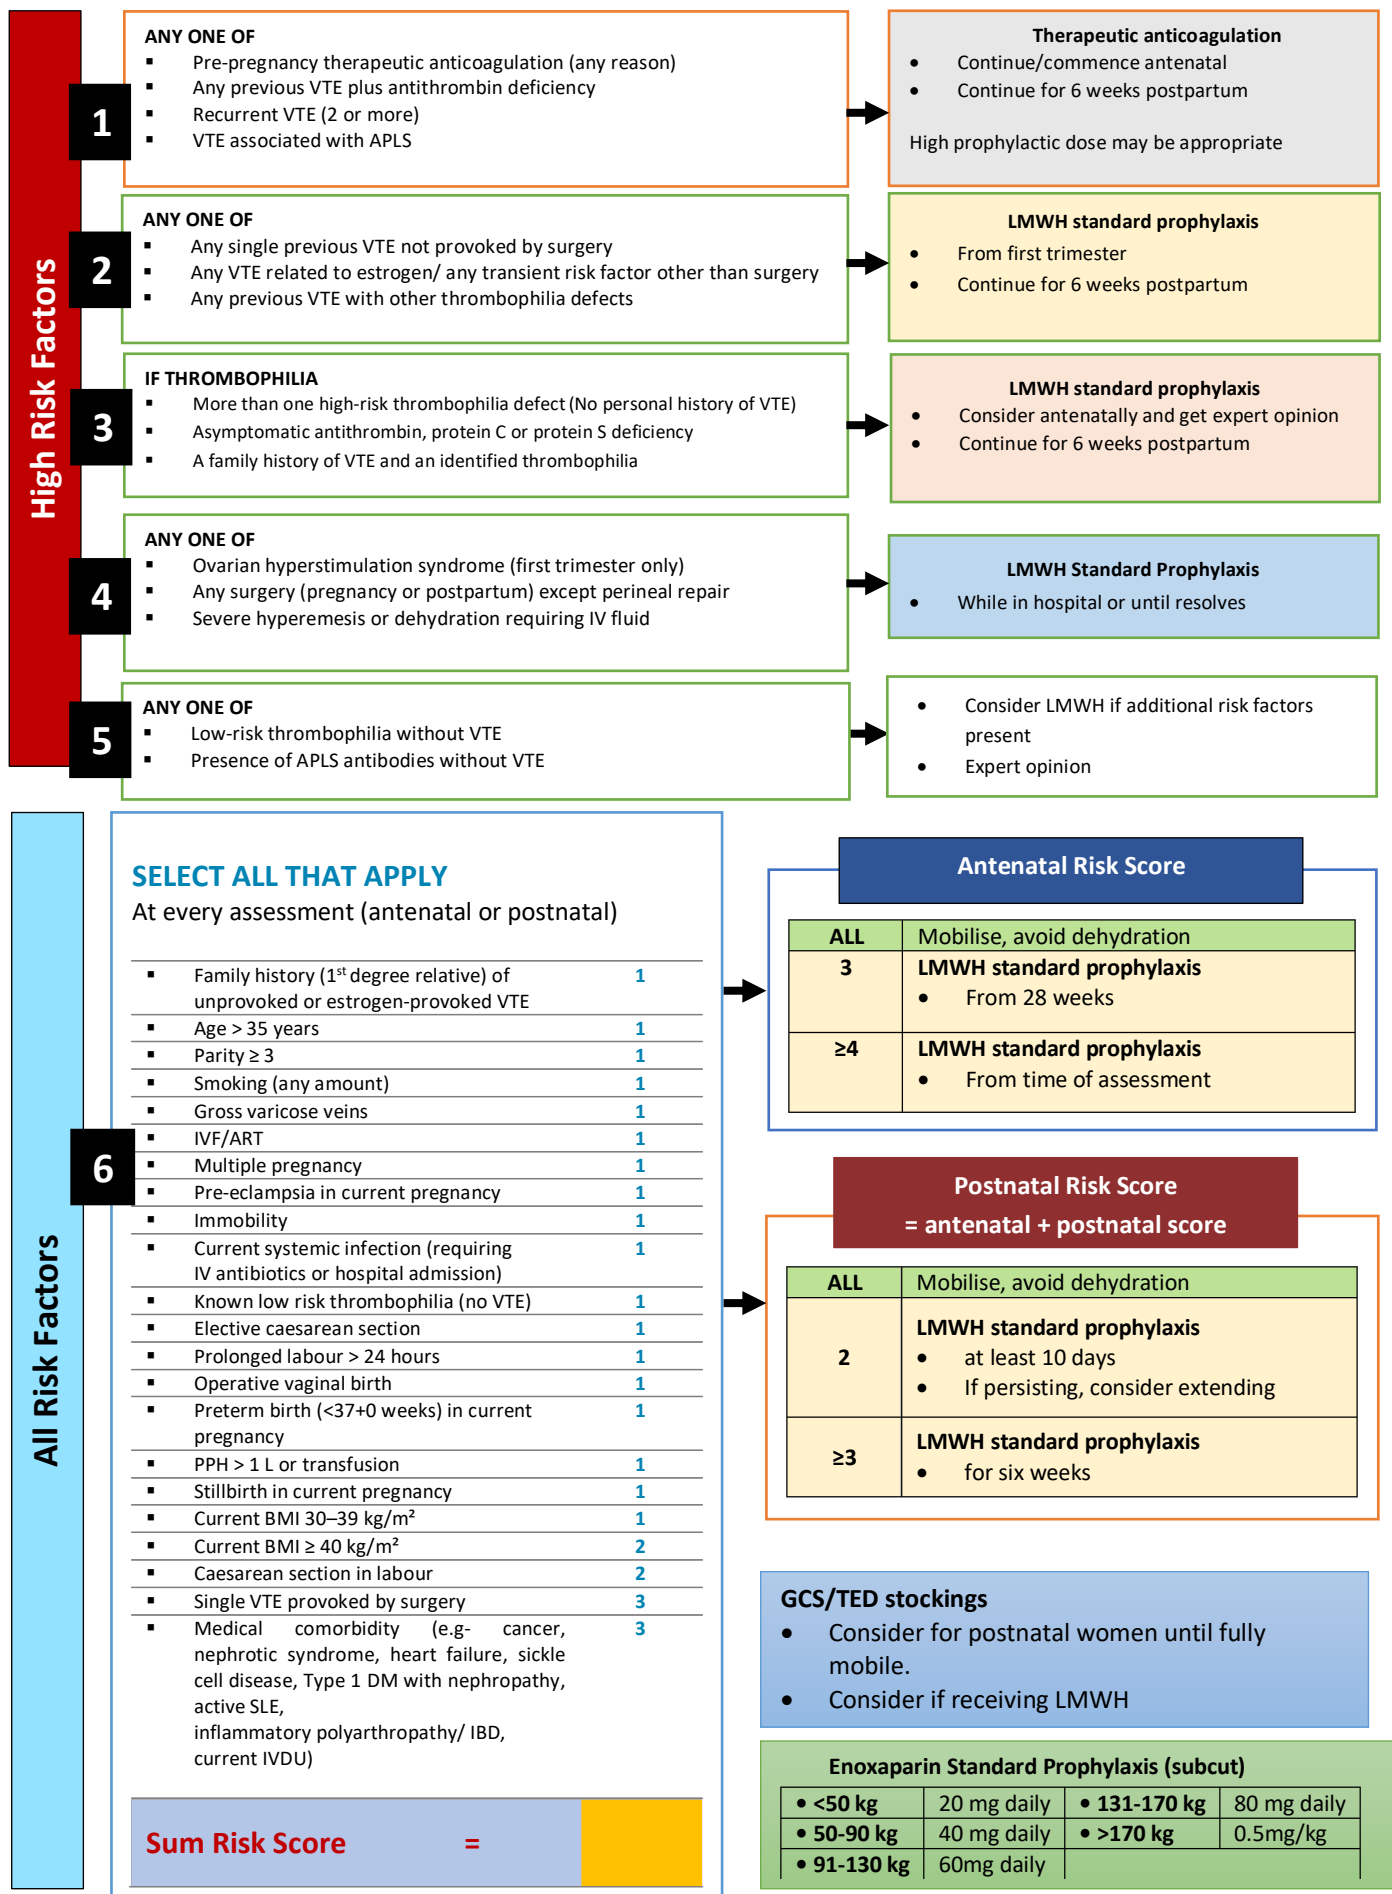 High Risk Factors
1
ANY ONE OF
▪ Pre-pregnancy therapeutic anticoagulation (any reason)
▪ Any previous VTE plus antithrombin deficiency
▪ Recurrent VTE (2 or more)
▪ VTE associated with APLS
Therapeutic anticoagulation
• Continue/commence antenatal
• Continue for 6 weeks postpartum
High prophylactic dose may be appropriate
2
ANY ONE OF
▪ Any single previous VTE not provoked by surgery
▪ Any VTE related to estrogen/ any transient risk factor other than surgery
▪ Any previous VTE with other thrombophilia defects
LMWH standard prophylaxis
• From first trimester
• Continue for 6 weeks postpartum
3
IF THROMBOPHILIA
▪ More than one high-risk thrombophilia defect (No personal history of VTE)
▪ Asymptomatic antithrombin, protein C or protein S deficiency
▪ A family history of VTE and an identified thrombophilia
LMWH standard prophylaxis
• Consider antenatally and get expert opinion
• Continue for 6 weeks postpartum
4
ANY ONE OF
▪ Ovarian hyperstimulation syndrome (first trimester only)
▪ Any surgery (pregnancy or postpartum) except perineal repair
▪ Severe hyperemesis or dehydration requiring IV fluid
LMWH Standard Prophylaxis
• While in hospital or until resolves
5
ANY ONE OF
▪ Low-risk thrombophilia without VTE
▪ Presence of APLS antibodies without VTE
• Consider LMWH if additional risk factors
present
• Expert opinion
All Risk Factors
6
SELECT ALL THAT APPLY
At every assessment (antenatal or postnatal)
▪ Family history (1st degree relative) of 1
unprovoked or estrogen-provoked VTE
▪ Age > 35 years 1
▪ Parity ≥ 3 1
▪ Smoking (any amount) 1
▪ Gross varicose veins 1
▪ IVF/ART 1
▪ Multiple pregnancy 1
▪ Pre-eclampsia in current pregnancy 1
▪ Immobility 1
▪ Current systemic infection (requiring 1
IV antibiotics or hospital admission)
▪ Known low risk thrombophilia (no VTE) 1
▪ Elective caesarean section 1
▪ Prolonged labour > 24 hours 1
▪ Operative vaginal birth 1
▪ Preterm birth (<37+0 weeks) in current 1
pregnancy
▪ PPH > 1 L or transfusion 1
▪ Stillbirth in current pregnancy 1
▪ Current BMI 30–39 kg/m² 1
▪ Current BMI ≥ 40 kg/m² 2
▪ Caesarean section in labour 2
▪ Single VTE provoked by surgery 3
▪ Medical comorbidity (e.g- cancer, 3
nephrotic syndrome, heart failure, sickle
cell disease, Type 1 DM with nephropathy,
active SLE,
inflammatory polyarthropathy/ IBD,
current IVDU)
Sum Risk Score =
Antenatal Risk Score
ALL Mobilise, avoid dehydration
3 LMWH standard prophylaxis
• From 28 weeks
≥4 LMWH standard prophylaxis
• From time of assessment
Postnatal Risk Score
= antenatal + postnatal score
ALL Mobilise, avoid dehydration
LMWH standard prophylaxis
2 • at least 10 days
• If persisting, consider extending
≥3 LMWH standard prophylaxis
• for six weeks
GCS/TED stockings
• Consider for postnatal women until fully
mobile.
• Consider if receiving LMWH
Enoxaparin Standard Prophylaxis (subcut)
• <50 kg 20 mg daily • 131-170 kg 80 mg daily
• 50-90 kg 40 mg daily • >170 kg 0.5mg/kg
• 91-130 kg 60mg daily